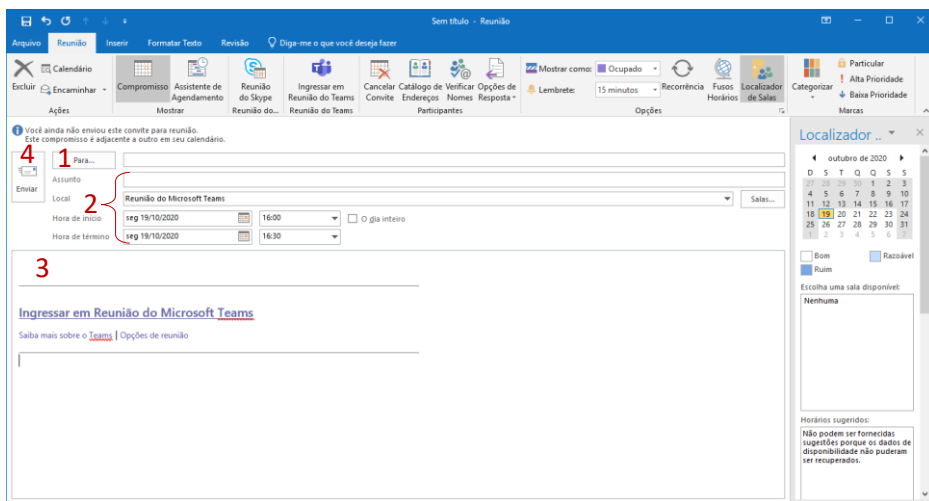 Sem título - Reunião
Arquivo Reunião Inserir Formatar Texto Revisão Diga-me o que você deseja fazer
Excluir
Calendário
Encaminhar
Ações
Compromisso
Assistente de Agendamento
Mostrar
Reunião do Skype
Reunião do...
Ingressar em Reunião do Teams
Reunião do Teams
Cancelar Convite
Catálogo de Endereços
Verificar Nomes
Opções de Resposta
Participantes
Mostrar como: Ocupado
Lembrete: 15 minutos
Recorrência
Fusos Horários
Localizador de Salas
Opções
Categorizar
Particular
Alta Prioridade
Baixa Prioridade
Marcas
Você ainda não enviou este convite para reunião.
Este compromisso é adjacente a outro em seu calendário.
4
Enviar
1
Para...
Assunto
2
Local Reunião do Microsoft Teams Salas...
Hora de início seg 19/10/2020 16:00 O dia inteiro
Hora de término seg 19/10/2020 16:30
3
Ingressar em Reunião do Microsoft Teams
Saiba mais sobre o Teams | Opções de reunião
Localizador ..
outubro de 2020
D S T Q Q S S
27 28 29 30 1 2 3
4 5 6 7 8 9 10
11 12 13 14 15 16 17
18 19 20 21 22 23 24
25 26 27 28 29 30 31
1 2 3 4 5 6 7
Bom Razoável
Ruim
Escolha uma sala disponível:
Nenhuma
Horários sugeridos:
Não podem ser fornecidas
sugestões porque os dados de
disponibilidade não puderam
ser recuperados.